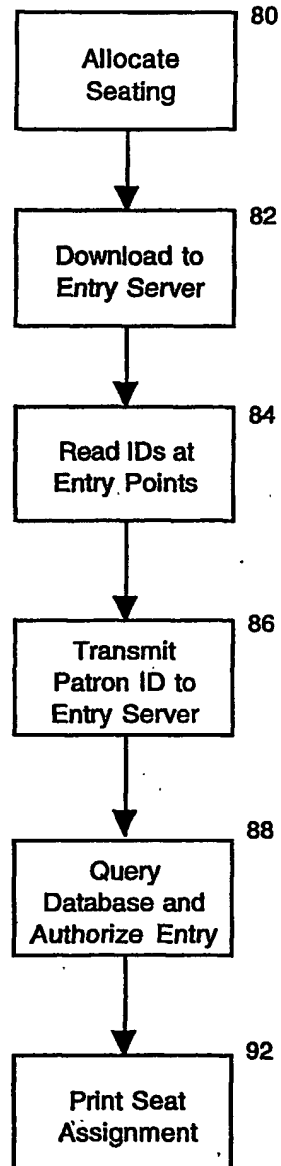 80
Allocate
Seating
82
Download to
Entry Server
84
Read IDs at
Entry Points
86
Transmit
Patron ID to
Entry Server
88
Query
Database and
Authorize Entry
92
Print Seat
Assignment